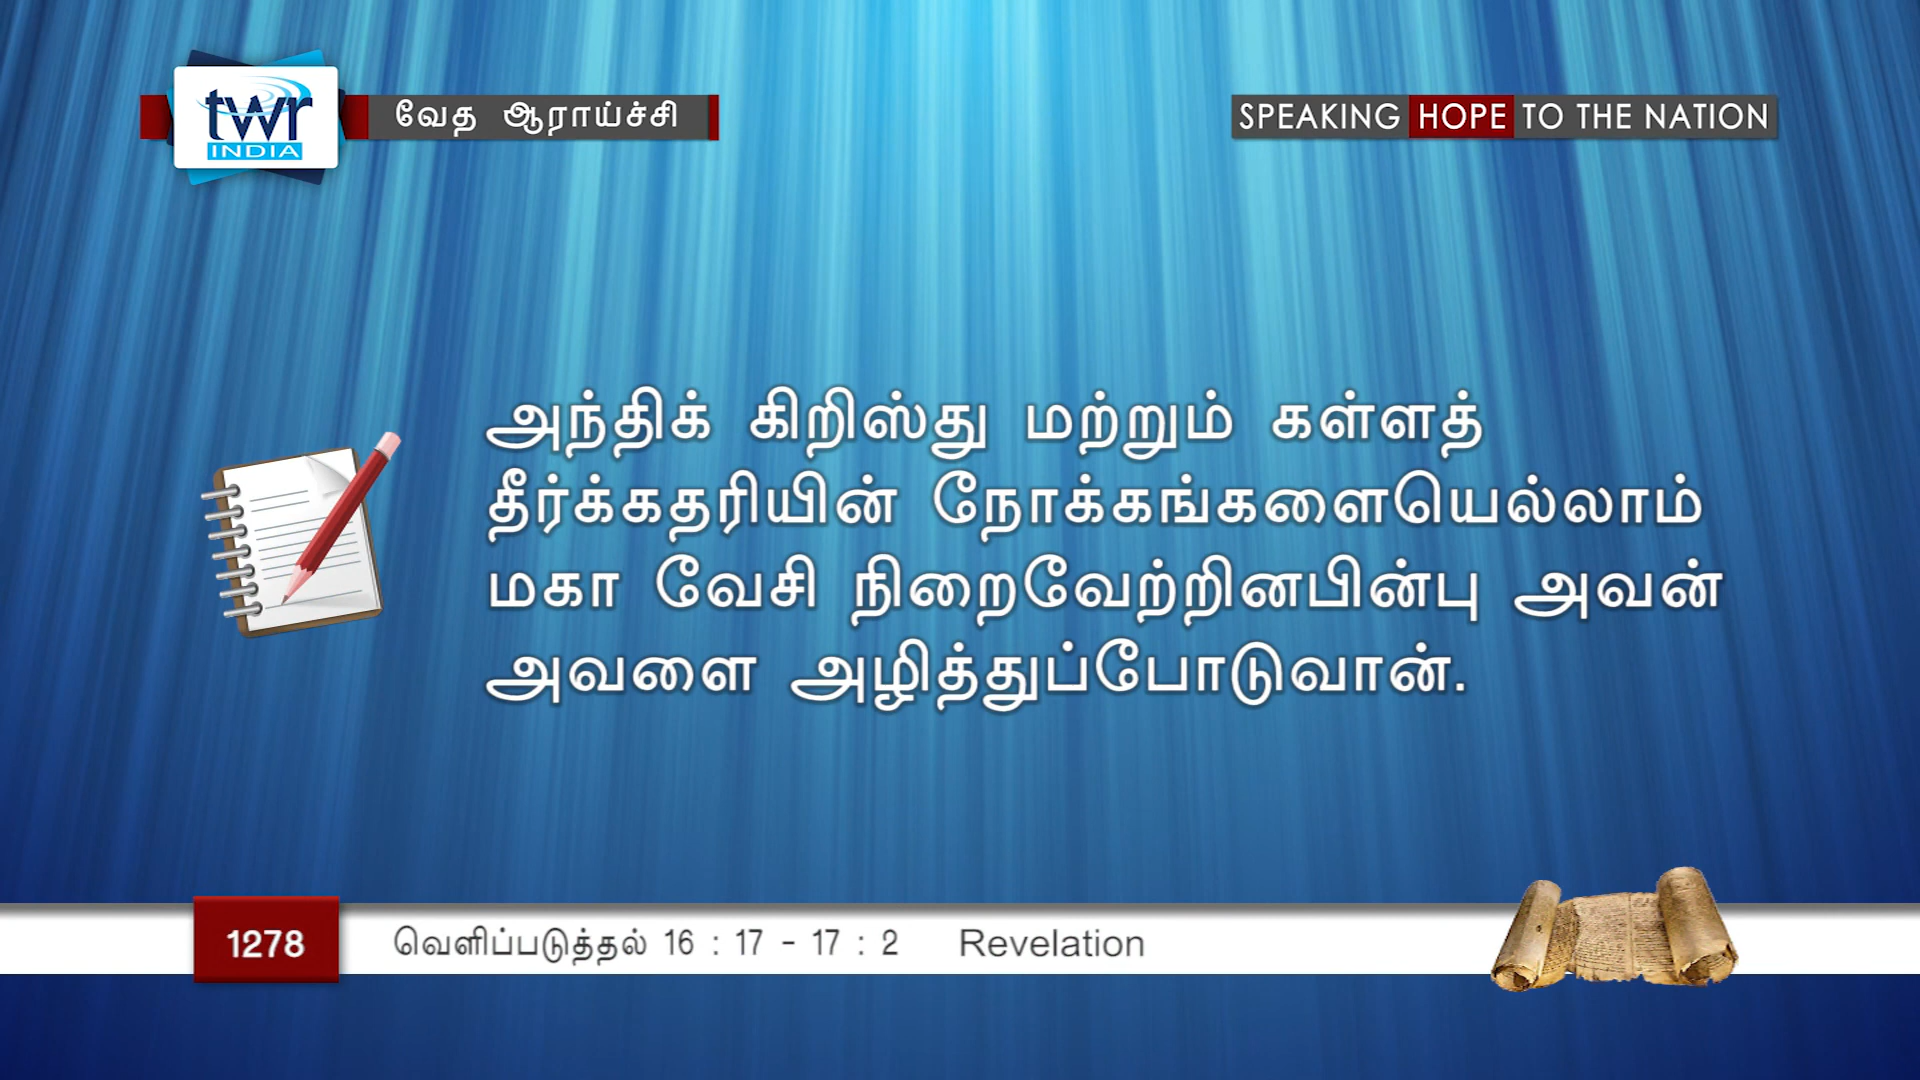 twr
INDIA
வேத ஆராய்ச்சி
SPEAKING HOPE TO THE NATION
அந்திக் கிறிஸ்து மற்றும் கள்ளத்
தீர்க்கதரியின் நோக்கங்களையெல்லாம்
மகா வேசி நிறைவேற்றினபின்பு அவன்
அவளை அழித்துப்போடுவான்.
1278
வெளிப்படுத்தல் 16 : 17 - 17 : 2 Revelation